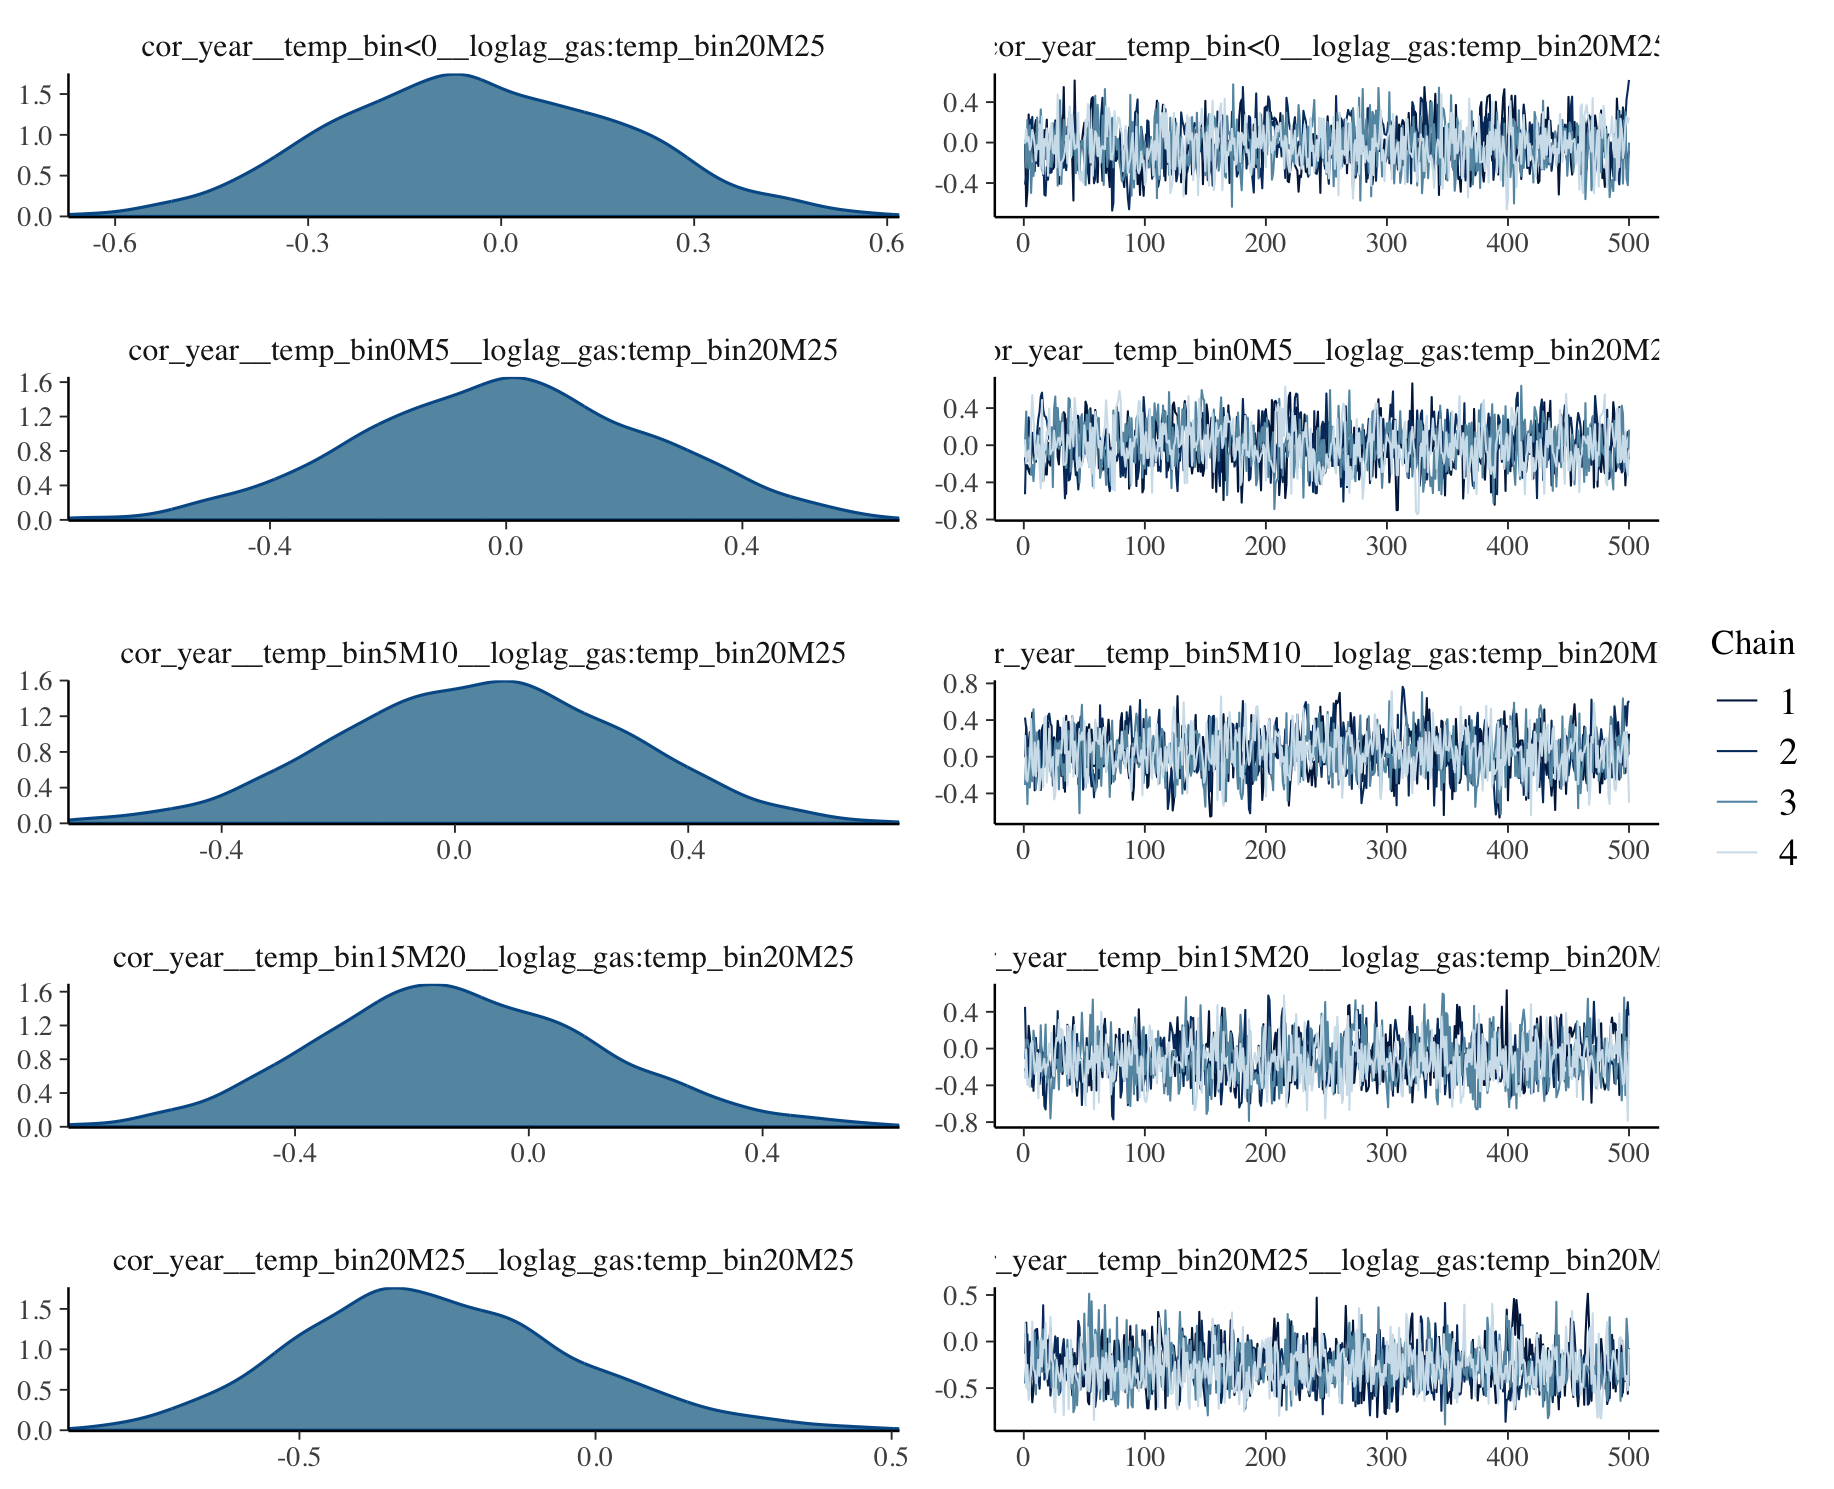 cor_year__temp_bin<0__loglag_gas:temp_bin20M25
1.5
1.0
0.5
0.0
-0.6 -0.3 0.0 0.3 0.6
cor_year__temp_bin<0__loglag_gas:temp_bin20M25
0.4
0.0
-0.4
0 100 200 300 400 500
cor_year__temp_bin0M5__loglag_gas:temp_bin20M25
1.6
1.2
0.8
0.4
0.0
-0.4 0.0 0.4
or_year__temp_bin0M5__loglag_gas:temp_bin20M2
0.4
0.0
-0.4
-0.8
0 100 200 300 400 500
cor_year__temp_bin5M10__loglag_gas:temp_bin20M25
1.6
1.2
0.8
0.4
0.0
-0.4 0.0 0.4
r_year__temp_bin5M10__loglag_gas:temp_bin20M
0.8
0.4
0.0
-0.4
0 100 200 300 400 500
cor_year__temp_bin15M20__loglag_gas:temp_bin20M25
1.6
1.2
0.8
0.4
0.0
-0.4 0.0 0.4
_year__temp_bin15M20__loglag_gas:temp_bin20M
0.4
0.0
-0.4
-0.8
0 100 200 300 400 500
cor_year__temp_bin20M25__loglag_gas:temp_bin20M25
1.5
1.0
0.5
0.0
-0.5 0.0 0.5
_year__temp_bin20M25__loglag_gas:temp_bin20M
0.5
0.0
-0.5
0 100 200 300 400 500
Chain
1
2
3
4